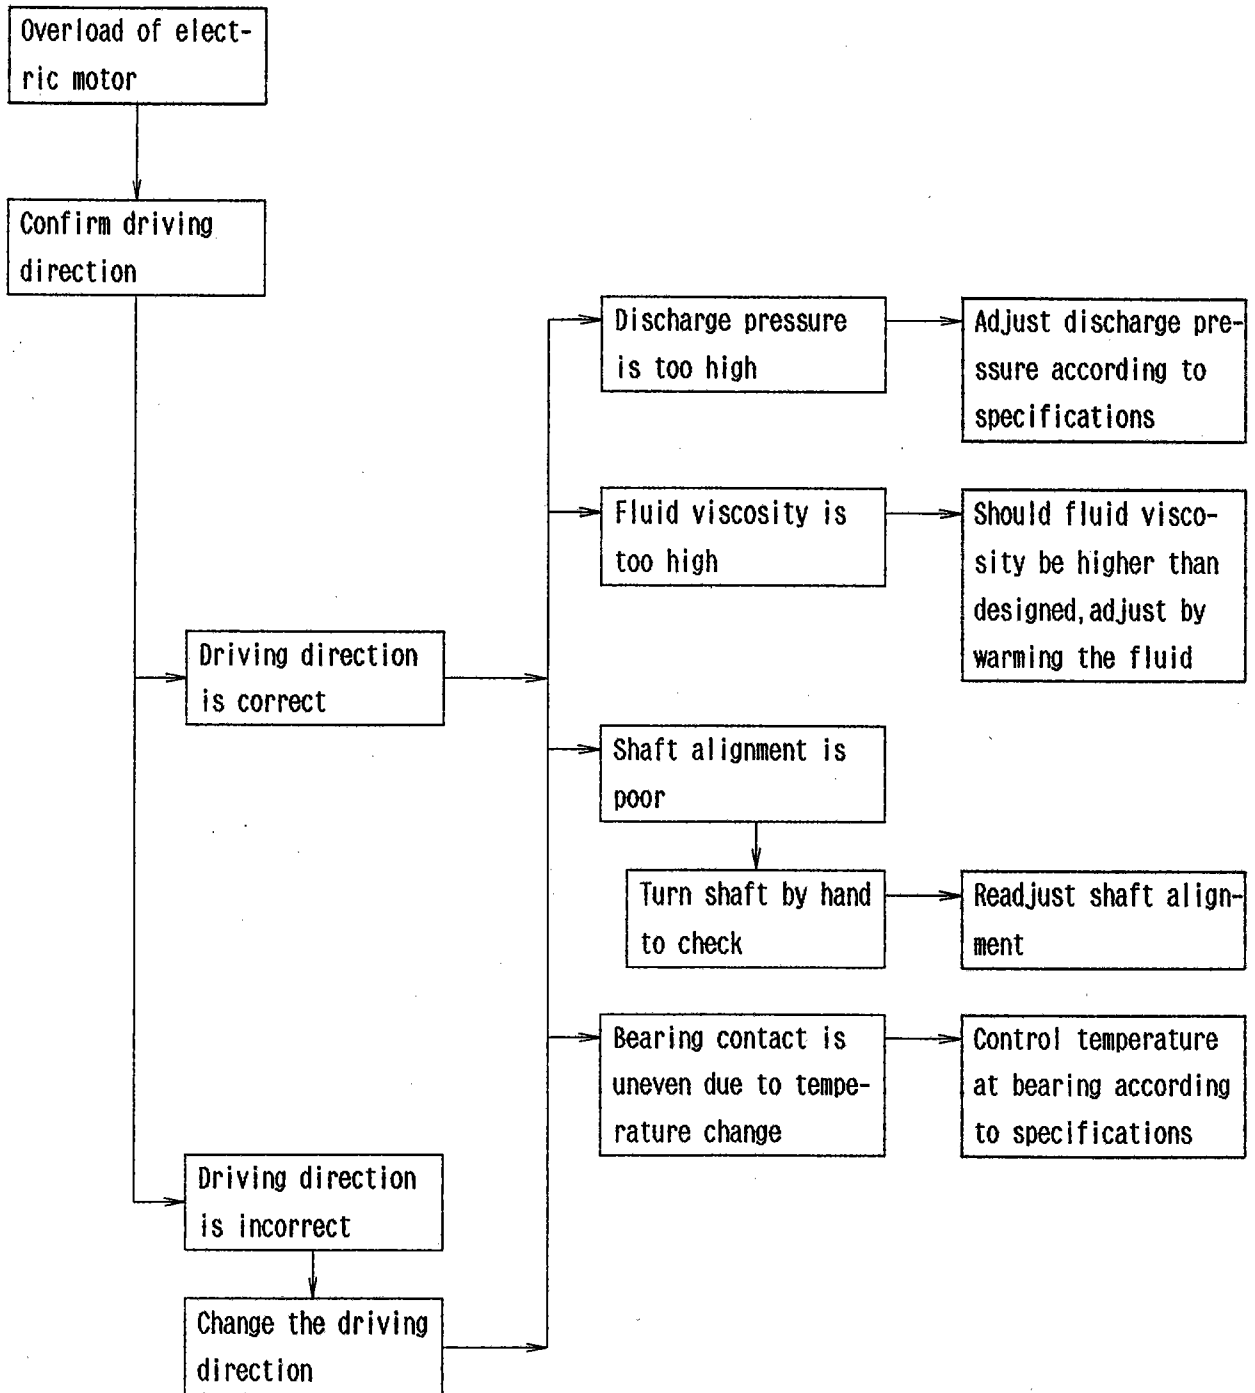 Overload of elect-
ric motor
Confirm driving
direction
Discharge pressure
is too high
Adjust discharge pre-
ssure according to
specifications
Fluid viscosity is
too high
Should fluid visco-
sity be higher than
designed, adjust by
warming the fluid
Driving direction
is correct
Shaft alignment is
poor
Turn shaft by hand
to check
Readjust shaft align-
ment
Bearing contact is
uneven due to tempe-
rature change
Control temperature
at bearing according
to specifications
Driving direction
is incorrect
Change the driving
direction